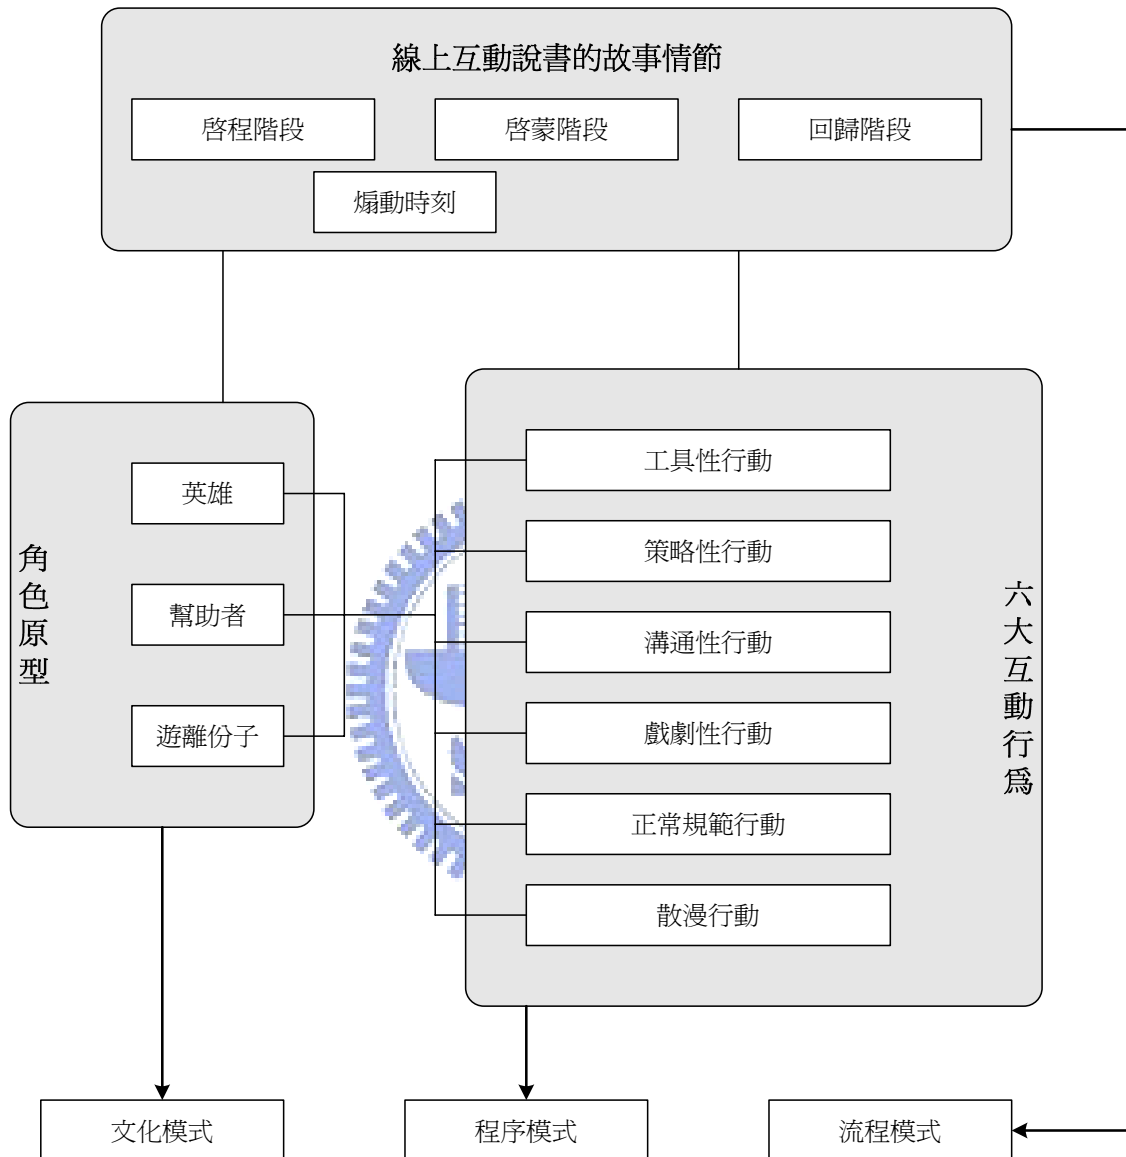 線上互動說書的故事情節
啓程階段
啓蒙階段
回歸階段
煽動時刻
角色原型
英雄
幫助者
遊離份子
工具性行動
策略性行動
溝通性行動
戲劇性行動
正常規範行動
散漫行動
六大互動行爲
文化模式
程序模式
流程模式